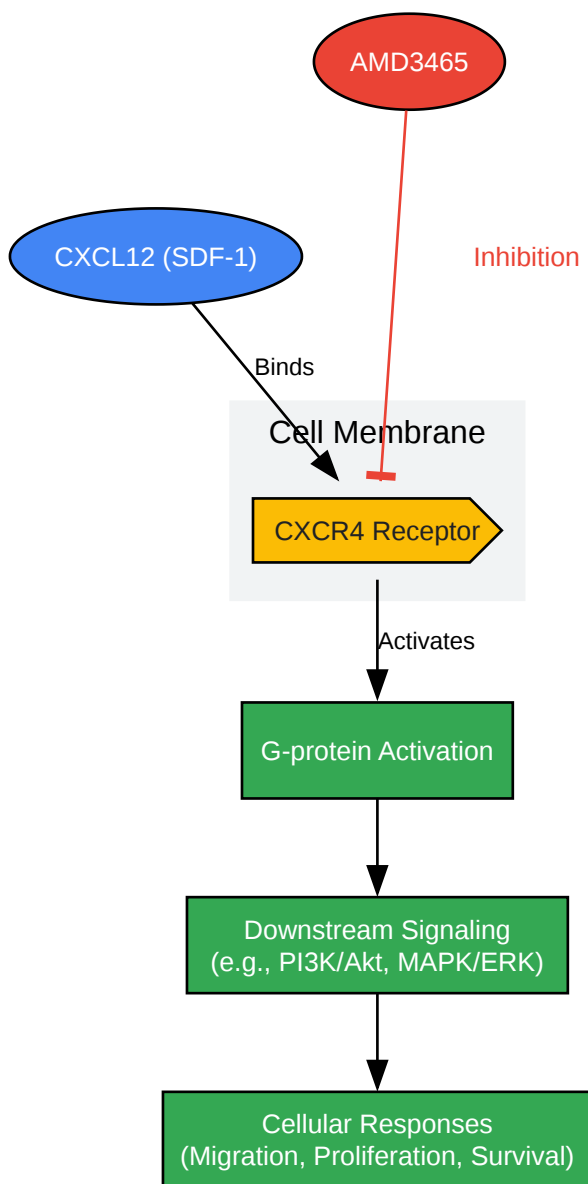 AMD3465
CXCL12 (SDF-1)
Inhibition
Binds
Cell Membrane
CXCR4 Receptor
Activates
G-protein Activation
Downstream Signaling
(e.g., PI3K/Akt, MAPK/ERK)
Cellular Responses
(Migration, Proliferation, Survival)